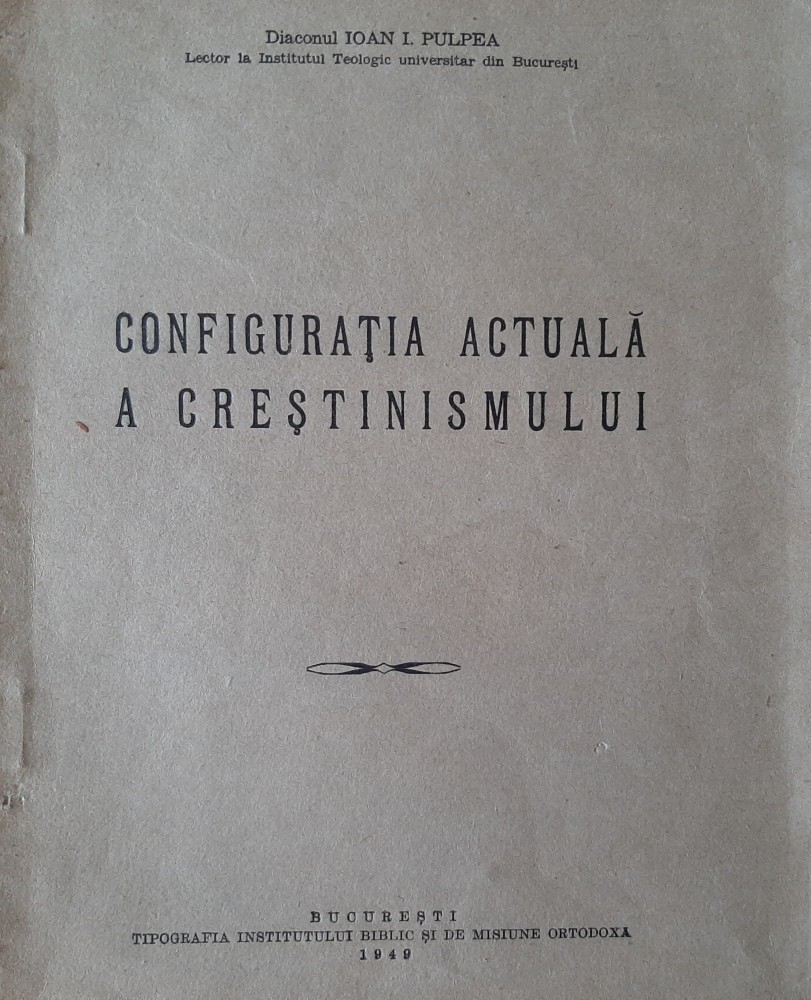 Diaconul IOAN I. PULPEA
Lector la Institutul Teologic universitar din Bucureşti
CONFIGURAŢIA ACTUALĂ
A CREŞTINISMULUI
BUCUREŞTI
TIPOGRAFIA INSTITUTULUI BIBLIC ŞI DE MISIUNE ORTODOXA
1949